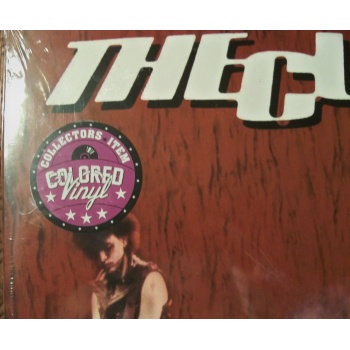 THE C
COLLECTORS ITEM
COLORED
Vinyl